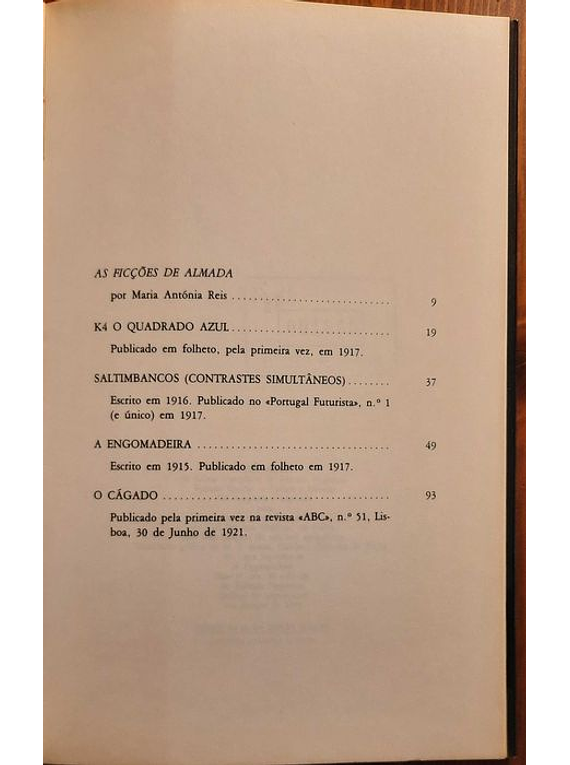 AS FICÇÕES DE ALMADA
por Maria Antónia Reis ............................ 9
K4 O QUADRADO AZUL ............................ 19
Publicado em folheto, pela primeira vez, em 1917.
SALTIMBANCOS (CONTRASTES SIMULTÂNEOS) ........ 37
Escrito em 1916. Publicado no «Portugal Futurista», n.º 1
(e único) em 1917.
A ENGOMADEIRA .................................. 49
Escrito em 1915. Publicado em folheto em 1917.
O CÁGADO ........................................ 93
Publicado pela primeira vez na revista «ABC», n.º 51, Lis-
boa, 30 de Junho de 1921.